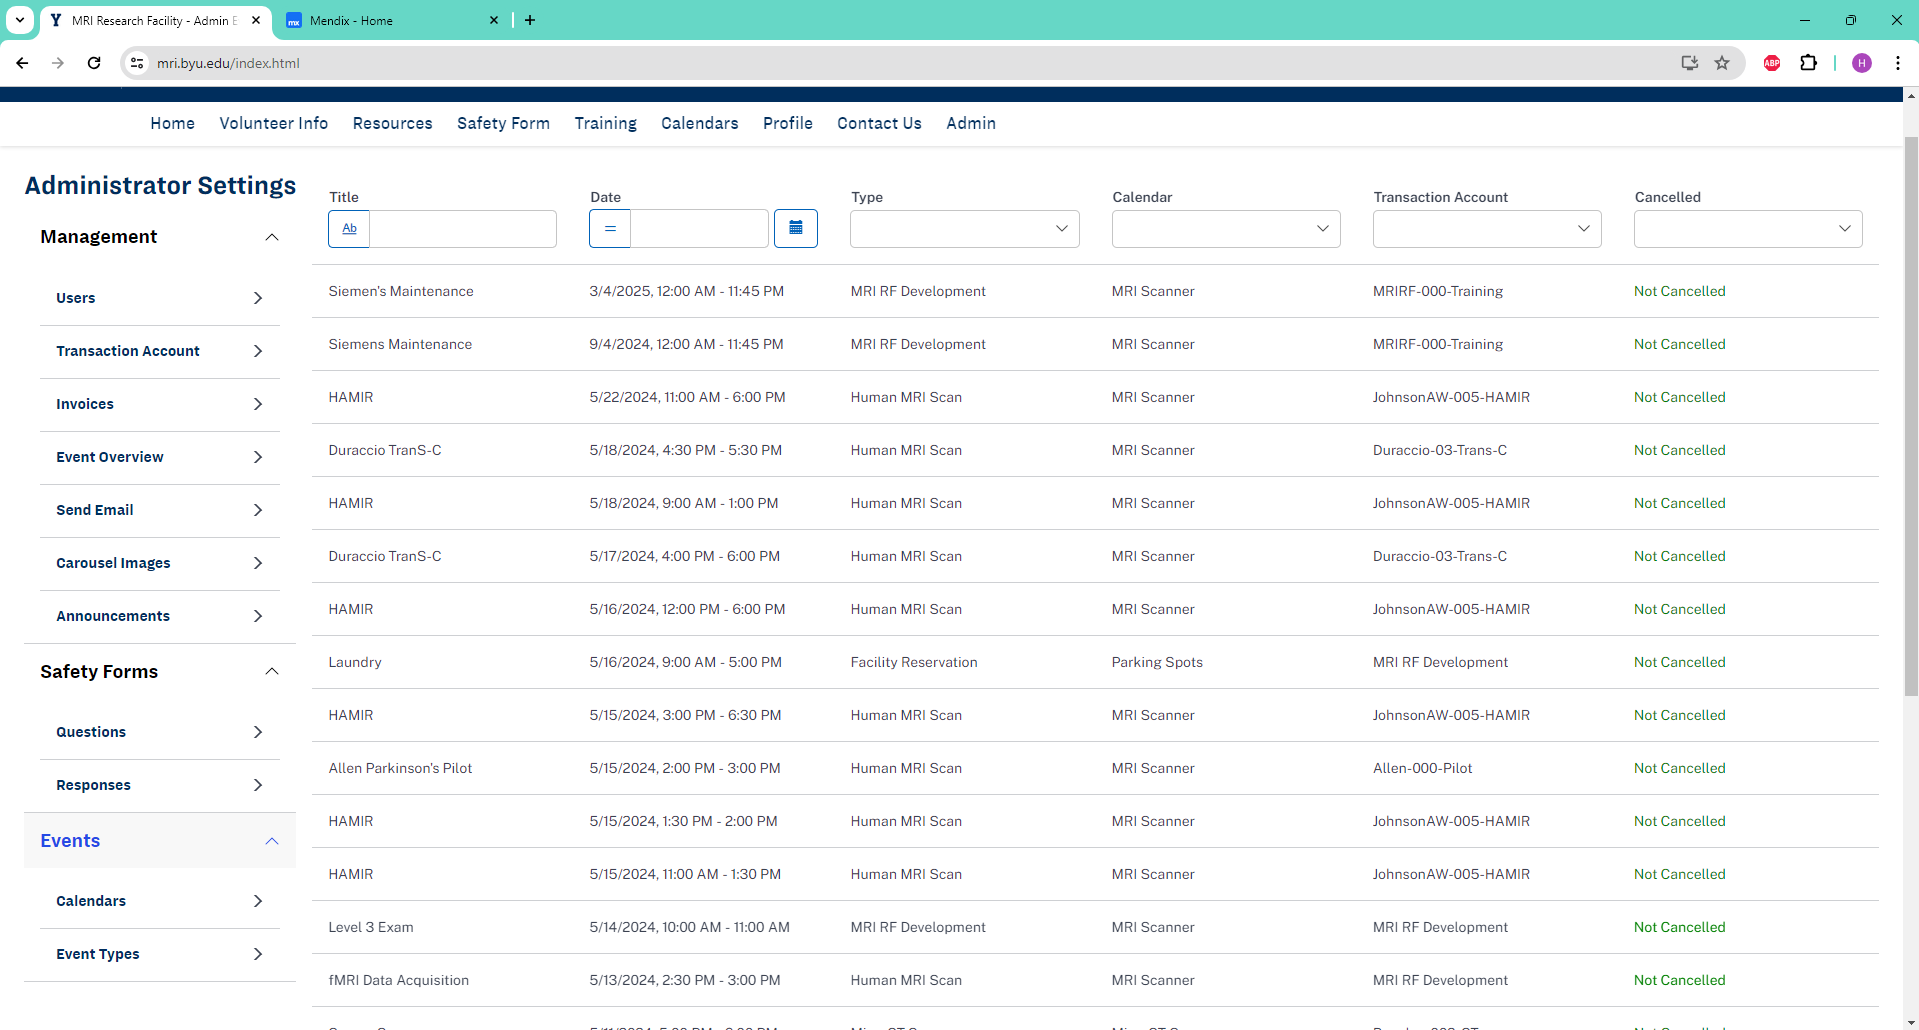 MRI Research Facility - Admin E
Mendix - Home
mri.byu.edu/index.html
ABP
H
Home Volunteer Info Resources Safety Form Training Calendars Profile Contact Us Admin
Administrator Settings
Management
Users
Transaction Account
Invoices
Event Overview
Send Email
Carousel Images
Announcements
Safety Forms
Questions
Responses
Events
Calendars
Event Types
Title Date Type Calendar Transaction Account Cancelled
Ab =
Siemen's Maintenance 3/4/2025, 12:00 AM - 11:45 PM MRI RF Development MRI Scanner MRIRF-000-Training Not Cancelled
Siemens Maintenance 9/4/2024, 12:00 AM - 11:45 PM MRI RF Development MRI Scanner MRIRF-000-Training Not Cancelled
HAMIR 5/22/2024, 11:00 AM - 6:00 PM Human MRI Scan MRI Scanner JohnsonAW-005-HAMIR Not Cancelled
Duraccio TranS-C 5/18/2024, 4:30 PM - 5:30 PM Human MRI Scan MRI Scanner Duraccio-03-Trans-C Not Cancelled
HAMIR 5/18/2024, 9:00 AM - 1:00 PM Human MRI Scan MRI Scanner JohnsonAW-005-HAMIR Not Cancelled
Duraccio TranS-C 5/17/2024, 4:00 PM - 6:00 PM Human MRI Scan MRI Scanner Duraccio-03-Trans-C Not Cancelled
HAMIR 5/16/2024, 12:00 PM - 6:00 PM Human MRI Scan MRI Scanner JohnsonAW-005-HAMIR Not Cancelled
Laundry 5/16/2024, 9:00 AM - 5:00 PM Facility Reservation Parking Spots MRI RF Development Not Cancelled
HAMIR 5/15/2024, 3:00 PM - 6:30 PM Human MRI Scan MRI Scanner JohnsonAW-005-HAMIR Not Cancelled
Allen Parkinson's Pilot 5/15/2024, 2:00 PM - 3:00 PM Human MRI Scan MRI Scanner Allen-000-Pilot Not Cancelled
HAMIR 5/15/2024, 1:30 PM - 2:00 PM Human MRI Scan MRI Scanner JohnsonAW-005-HAMIR Not Cancelled
HAMIR 5/15/2024, 11:00 AM - 1:30 PM Human MRI Scan MRI Scanner JohnsonAW-005-HAMIR Not Cancelled
Level 3 Exam 5/14/2024, 10:00 AM - 11:00 AM MRI RF Development MRI Scanner MRI RF Development Not Cancelled
fMRI Data Acquisition 5/13/2024, 2:30 PM - 3:00 PM Human MRI Scan MRI Scanner MRI RF Development Not Cancelled